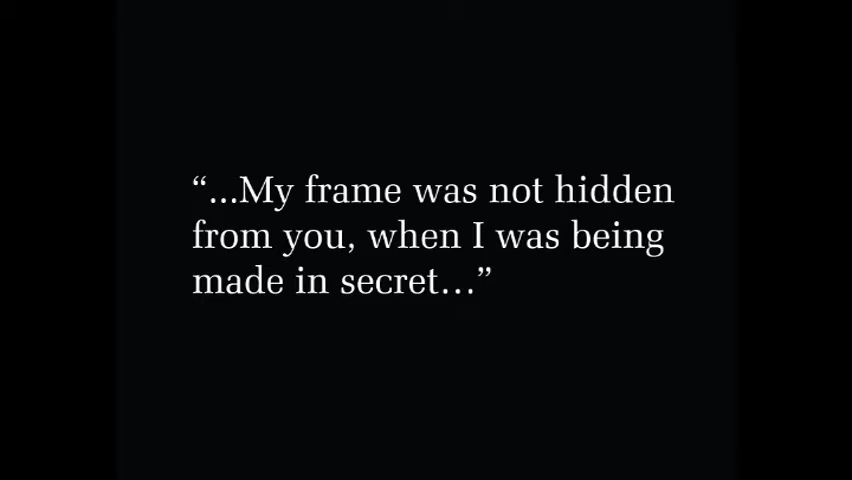 “...My frame was not hidden
from you, when I was being
made in secret...”